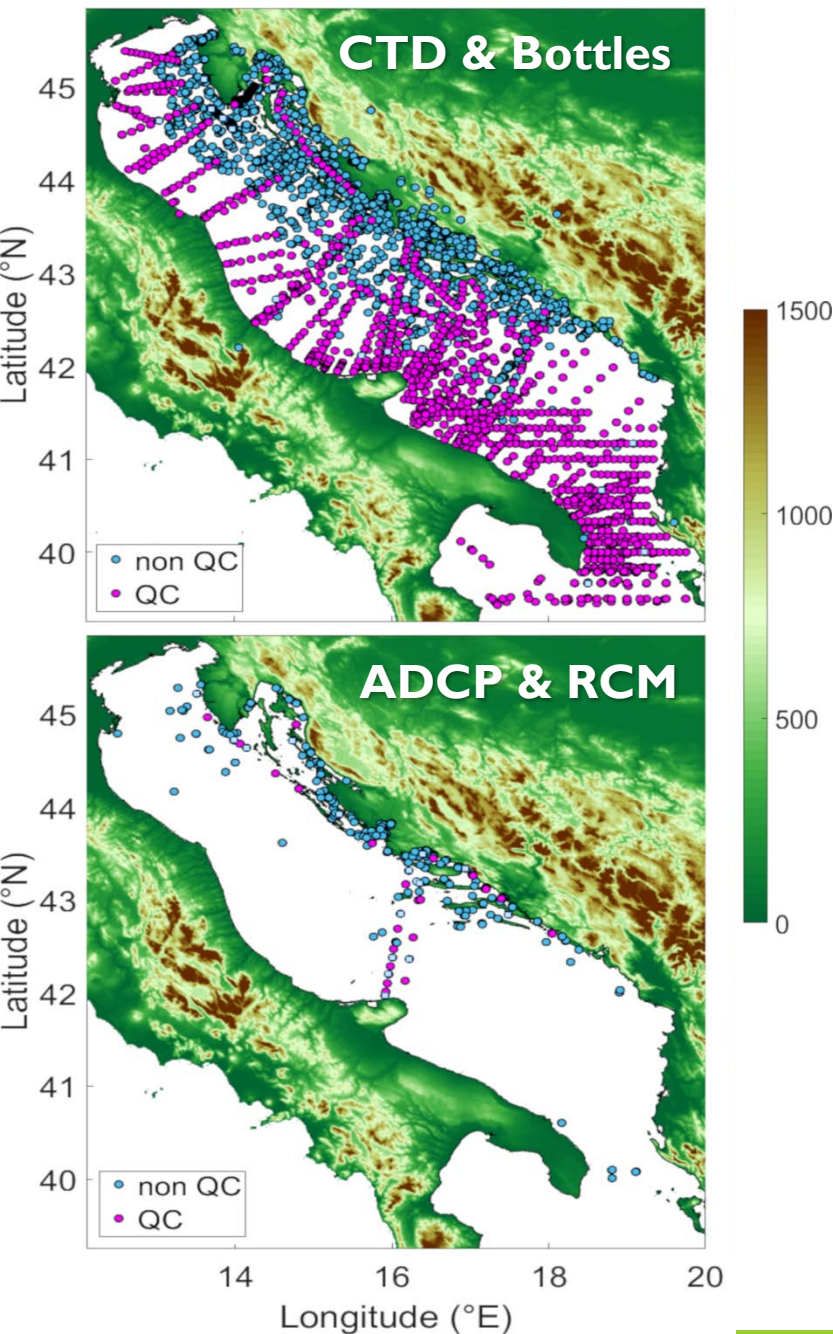 CTD & Bottles
45
44
43
42
41
40
Latitude (°N)
non QC
QC
1500
1000
500
0
ADCP & RCM
45
44
43
42
41
40
Latitude (°N)
non QC
QC
14
16
18
20
Longitude (°E)